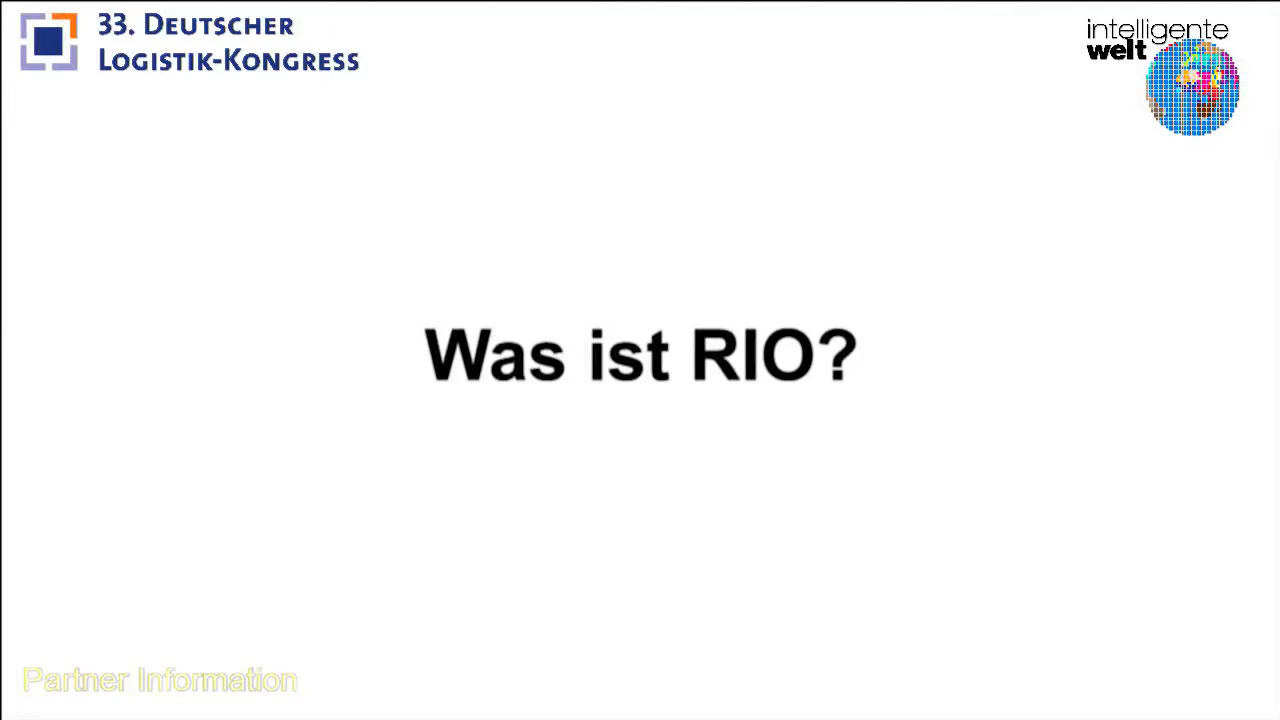 33. DEUTSCHER
LOGISTIK-KONGRESS
intelligente
welt
Was ist RIO?
Partner Information